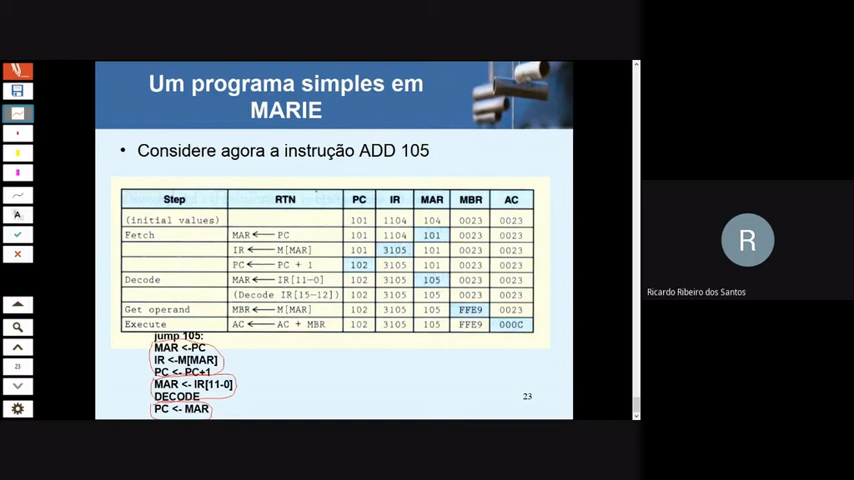 Um programa simples em
MARIE
• Considere agora a instrução ADD 105
Step RTN PC IR MAR MBR AC
(initial values) 101 1104 104 0023 0023
Fetch MAR ← PC 101 1104 101 0023 0023
IR ← M[MAR] 101 3105 101 0023 0023
PC ← PC + 1 102 3105 101 0023 0023
Decode MAR ← IR[11—0] 102 3105 105 0023 0023
(Decode IR[15—12]) 102 3105 105 0023 0023
Get operand MBR ← M[MAR] 102 3105 105 FFE9 0023
Execute AC ← AC + MBR 102 3105 105 FFE9 000C
jump 105:
MAR <-PC
IR <-M[MAR]
PC <- PC+1
MAR <- IR[11-0]
DECODE
PC <- MAR
23
A
23
R
Ricardo Ribeiro dos Santos